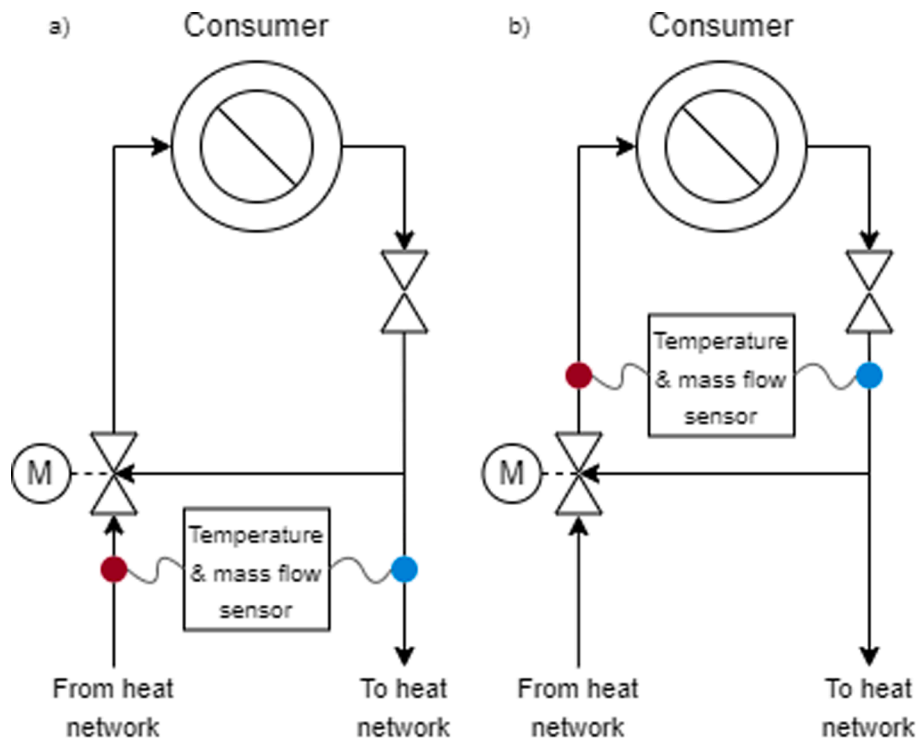 a)
Consumer
M
Temperature
& mass flow
sensor
From heat
network
To heat
network
b)
Consumer
Temperature
& mass flow
sensor
M
From heat
network
To heat
network